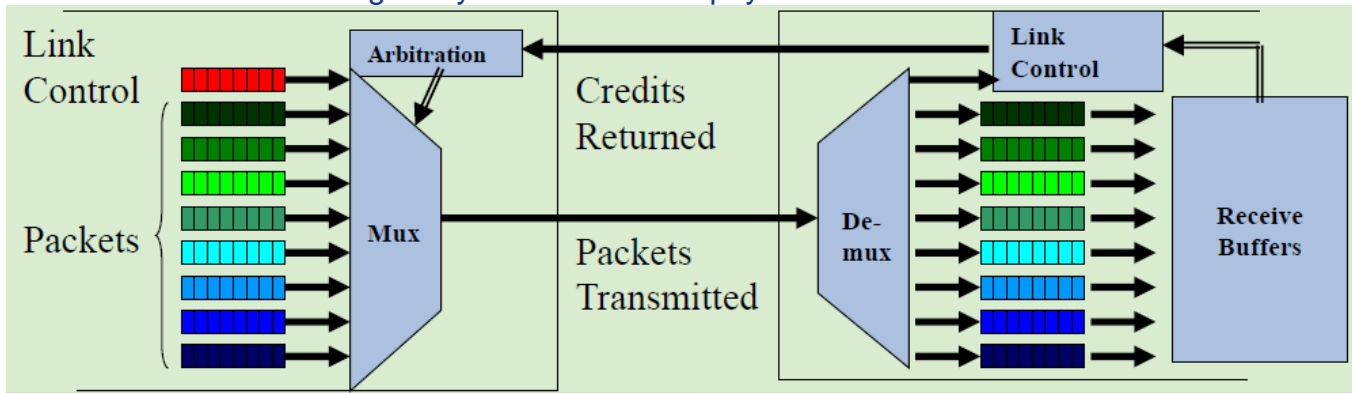 Link
Control
Arbitration
Credits
Returned
Link
Control
Packets
Mux
Packets
Transmitted
De-
mux
Receive
Buffers